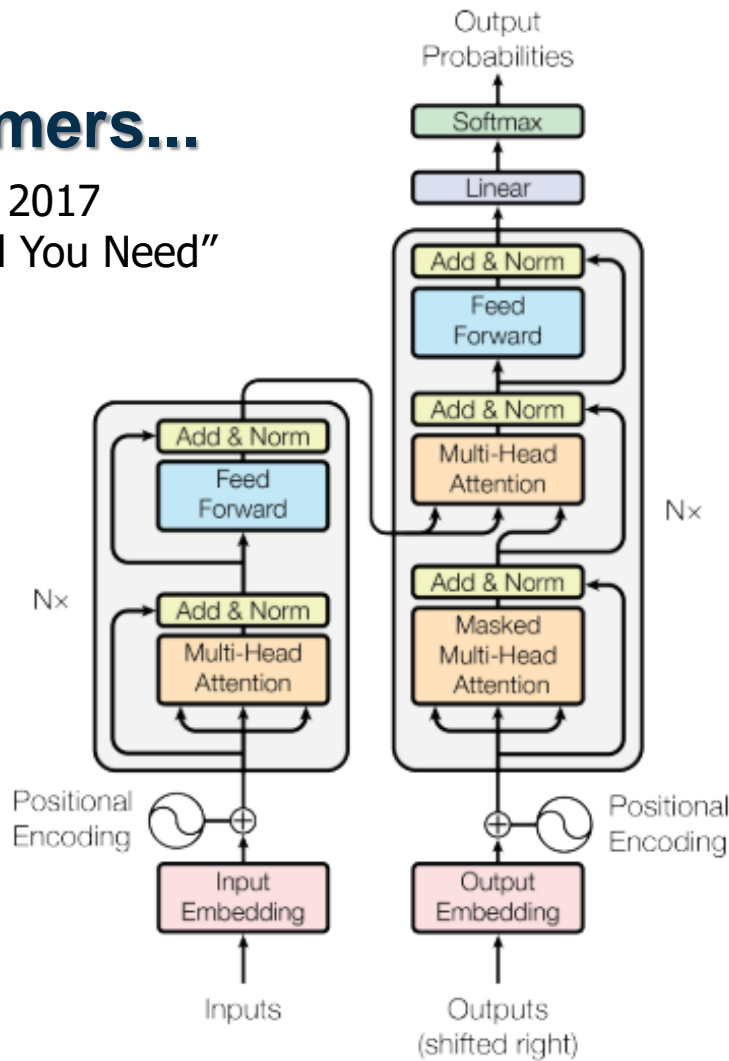 mers...
2017
l You Need”
Output
Probabilities
Softmax
Linear
Add & Norm
Feed
Forward
Add & Norm
Multi-Head
Attention
Nx
Add & Norm
Masked
Multi-Head
Attention
Positional
Encoding
Output
Embedding
Outputs
(shifted right)
Add & Norm
Feed
Forward
Nx
Add & Norm
Multi-Head
Attention
Positional
Encoding
Input
Embedding
Inputs